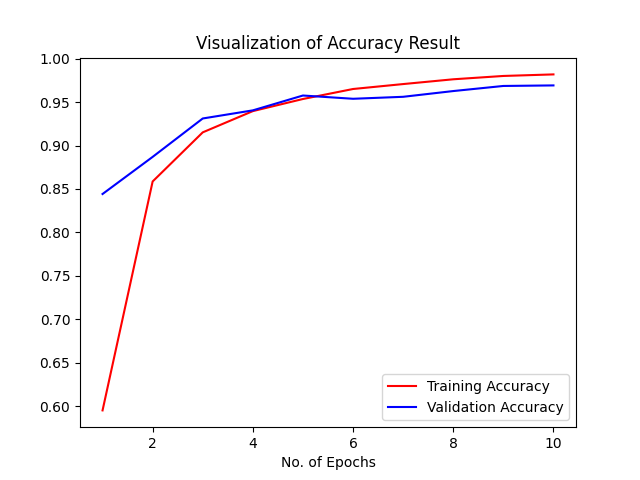 Visualization of Accuracy Result
1.00
0.95
0.90
0.85
0.80
0.75
0.70
0.65
0.60
Training Accuracy
Validation Accuracy
2 4 6 8 10
No. of Epochs